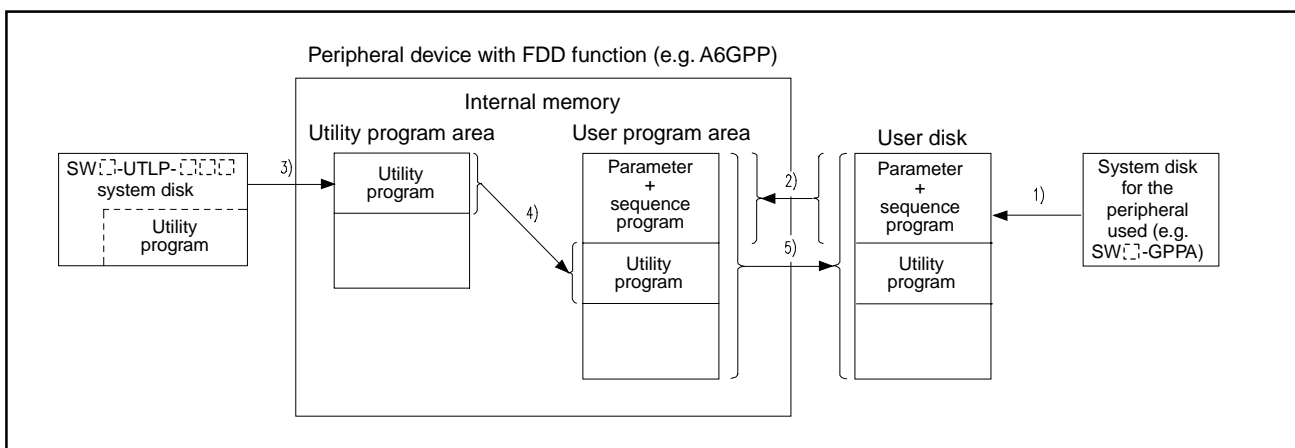 Peripheral device with FDD function (e.g. A6GPP)
Internal memory
Utility program area
User program area
User disk
SW□-UTLP-□□□
system disk
Utility
program
3)
Utility
program
4)
Parameter
+
sequence
program
Utility
program
2)
5)
Parameter
+
sequence
program
Utility
program
1)
System disk
for the
peripheral
used (e.g.
SW□-GPPA)